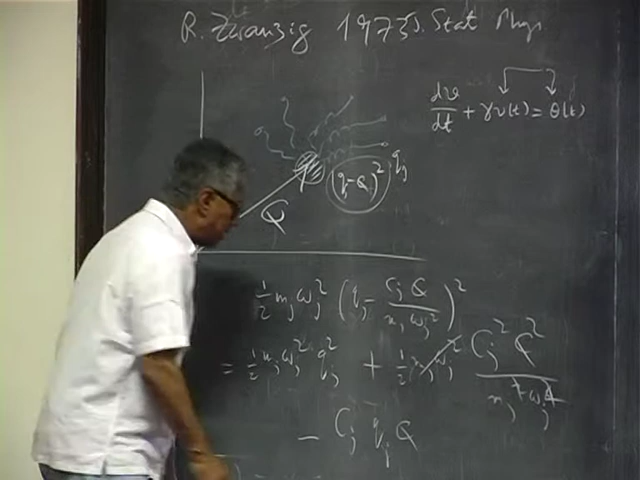 R. Zwanzig 1973 J. Stat Phys
dv/dt + γv(t) = θ(t)
(q_j - Q)^2 q_j
Q
1/2 m_j ω_j^2 (q_j - C_j Q / m_j ω_j^2)^2
= 1/2 m_j ω_j^2 q_j^2 + 1/2 m_j ω_j^2 C_j^2 Q^2 / m_j^2 ω_j^4
- C_j q_j Q